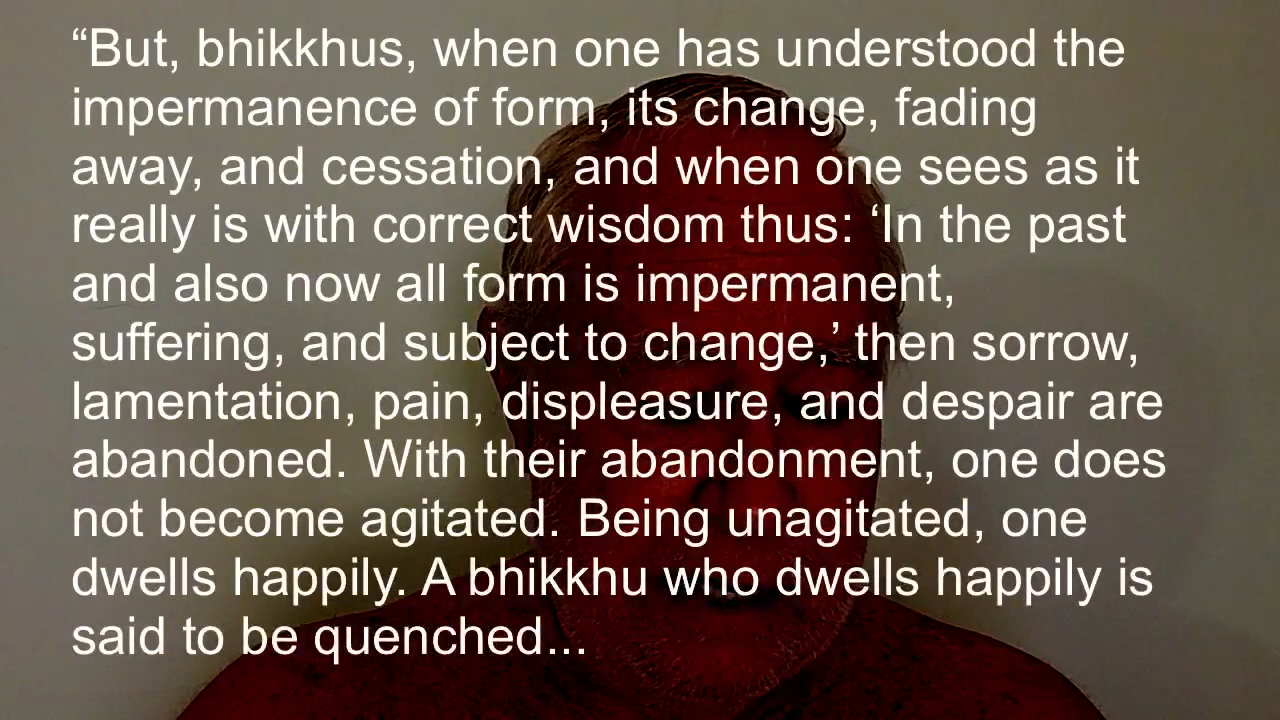 “But, bhikkhus, when one has understood the
impermanence of form, its change, fading
away, and cessation, and when one sees as it
really is with correct wisdom thus: ‘In the past
and also now all form is impermanent,
suffering, and subject to change,’ then sorrow,
lamentation, pain, displeasure, and despair are
abandoned. With their abandonment, one does
not become agitated. Being unagitated, one
dwells happily. A bhikkhu who dwells happily is
said to be quenched...